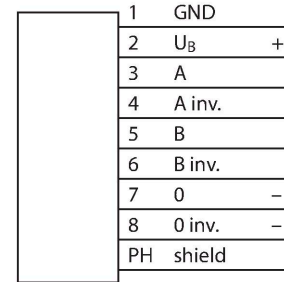 1 GND
2 U_B +
3 A
4 A inv.
5 B
6 B inv.
7 0 –
8 0 inv. –
PH shield